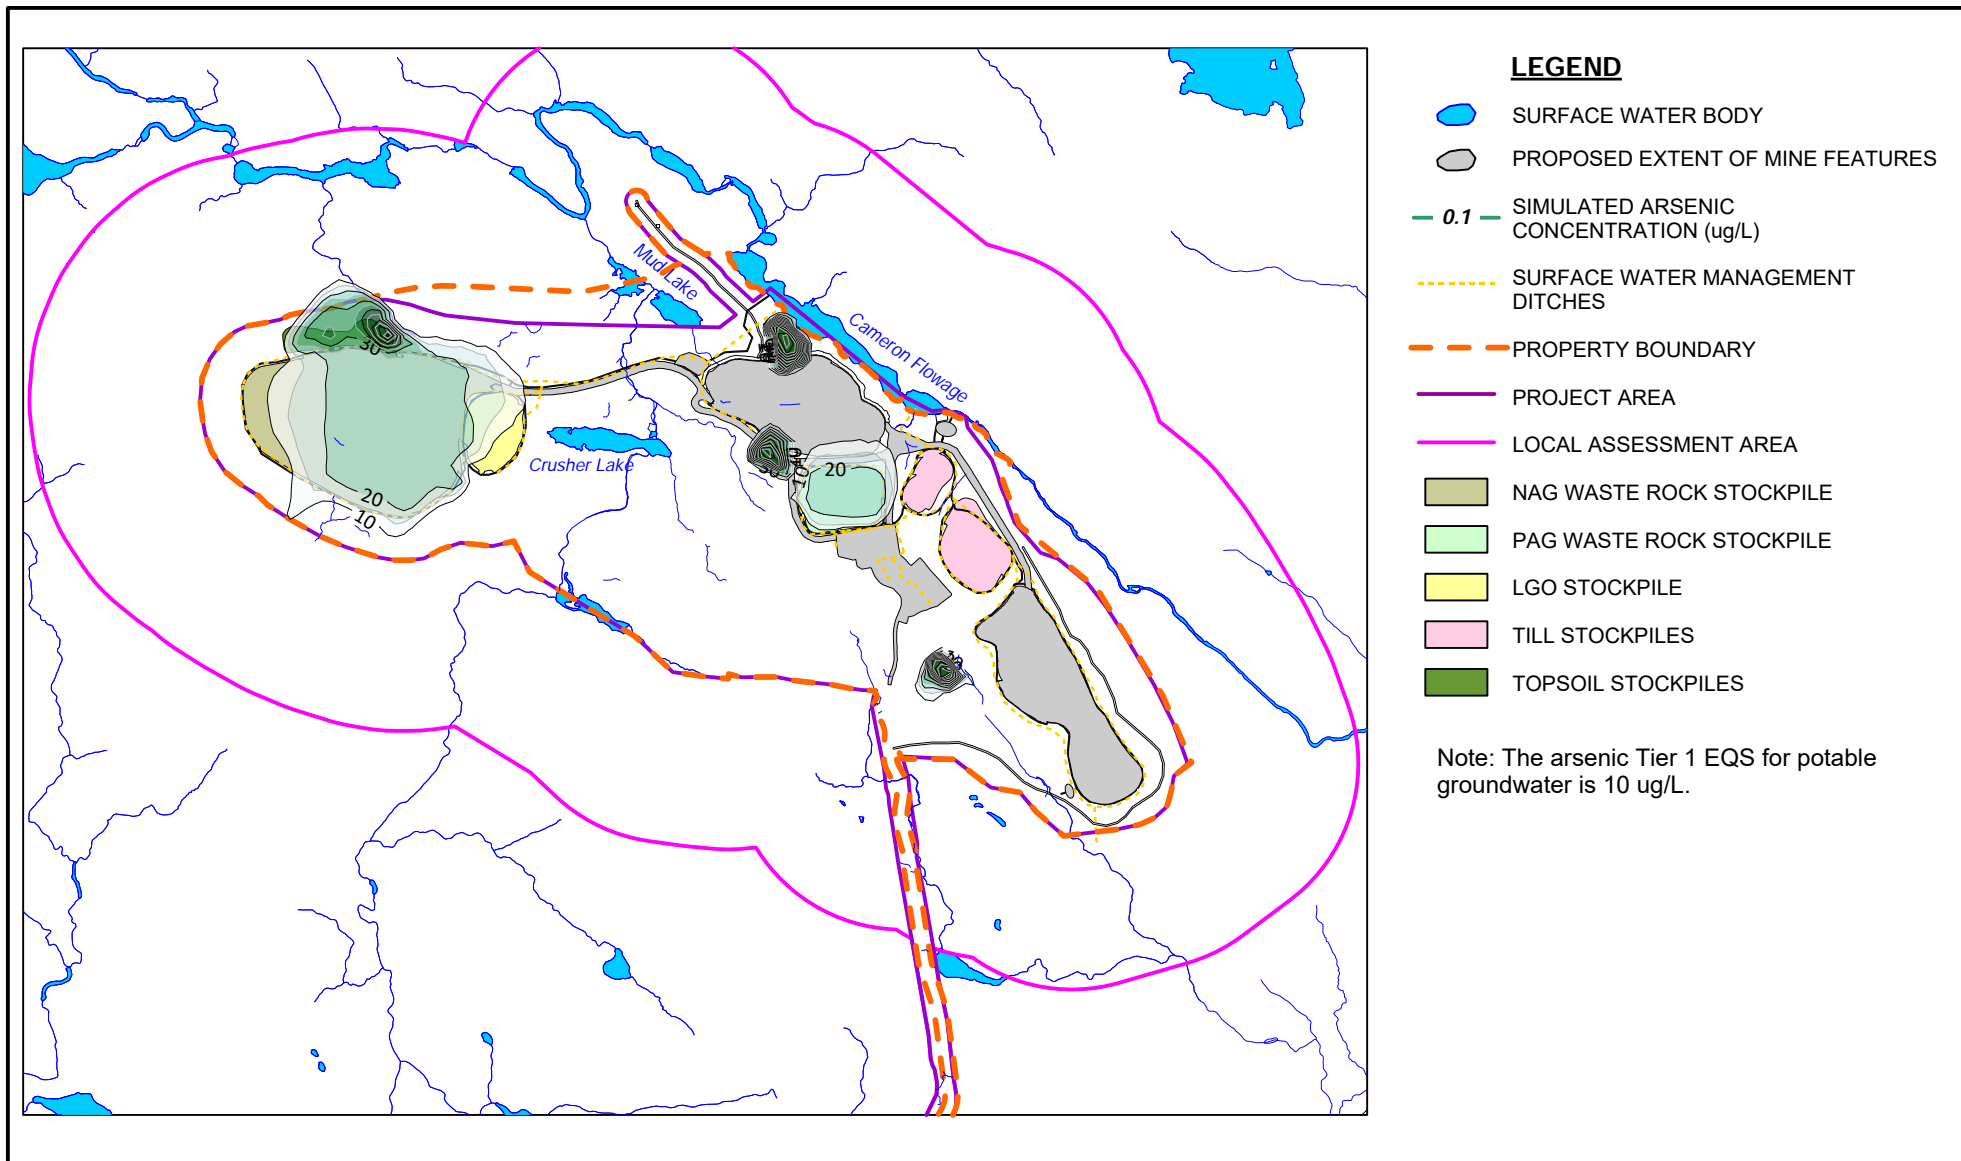 LEGEND
SURFACE WATER BODY
PROPOSED EXTENT OF MINE FEATURES
0.1
SIMULATED ARSENIC
CONCENTRATION (ug/L)
SURFACE WATER MANAGEMENT
DITCHES
PROPERTY BOUNDARY
PROJECT AREA
LOCAL ASSESSMENT AREA
NAG WASTE ROCK STOCKPILE
PAG WASTE ROCK STOCKPILE
LGO STOCKPILE
TILL STOCKPILES
TOPSOIL STOCKPILES
Note: The arsenic Tier 1 EQS for potable
groundwater is 10 ug/L.
Mud Lake
Cameron Flowage
Crusher Lake
30
20
10
20
10